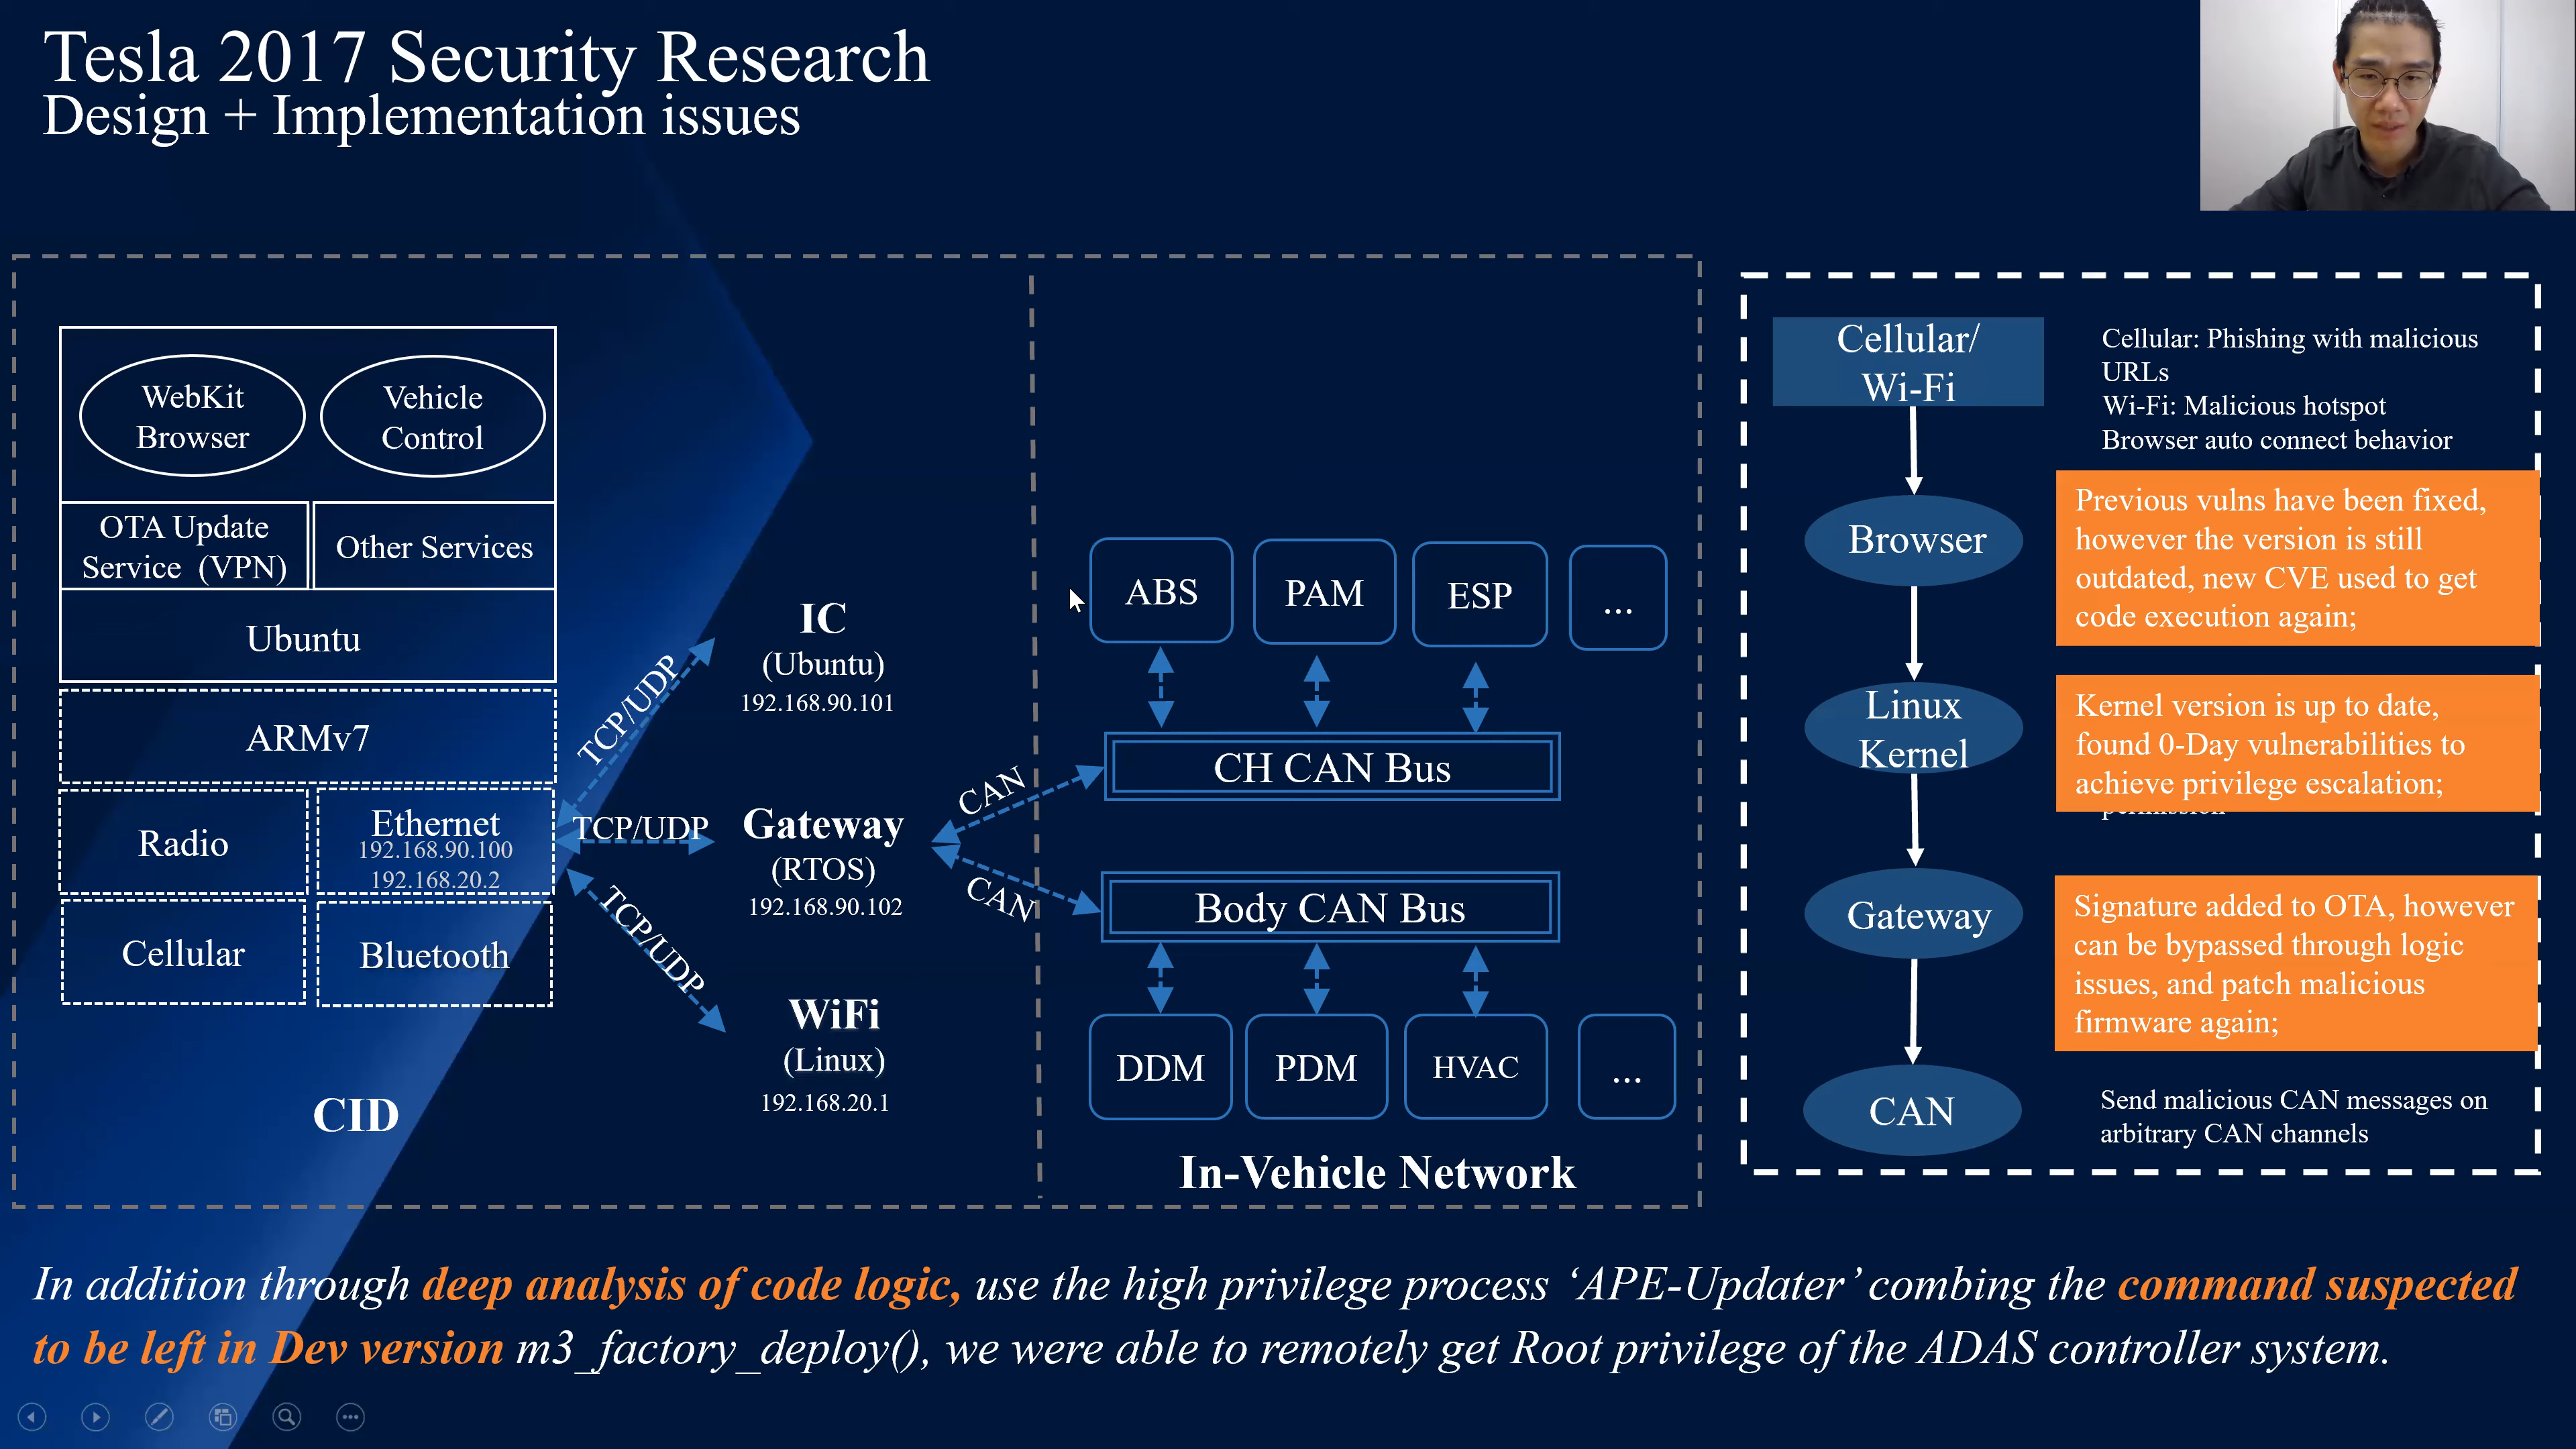 Tesla 2017 Security Research
Design + Implementation issues
WebKit
Browser
Vehicle
Control
OTA Update
Service (VPN)
Other Services
Ubuntu
ARMv7
Radio
Ethernet
192.168.90.100
192.168.20.2
Cellular
Bluetooth
CID
TCP/UDP
TCP/UDP
TCP/UDP
IC
(Ubuntu)
192.168.90.101
Gateway
(RTOS)
192.168.90.102
WiFi
(Linux)
192.168.20.1
CAN
CAN
ABS
PAM
ESP
...
CH CAN Bus
Body CAN Bus
DDM
PDM
HVAC
...
In-Vehicle Network
Cellular/
Wi-Fi
Browser
Linux
Kernel
Gateway
CAN
Cellular: Phishing with malicious
URLs
Wi-Fi: Malicious hotspot
Browser auto connect behavior
Previous vulns have been fixed,
however the version is still
outdated, new CVE used to get
code execution again;
Kernel version is up to date,
found 0-Day vulnerabilities to
achieve privilege escalation;
Signature added to OTA, however
can be bypassed through logic
issues, and patch malicious
firmware again;
Send malicious CAN messages on
arbitrary CAN channels
In addition through deep analysis of code logic, use the high privilege process ‘APE-Updater’ combing the command suspected
to be left in Dev version m3_factory_deploy(), we were able to remotely get Root privilege of the ADAS controller system.